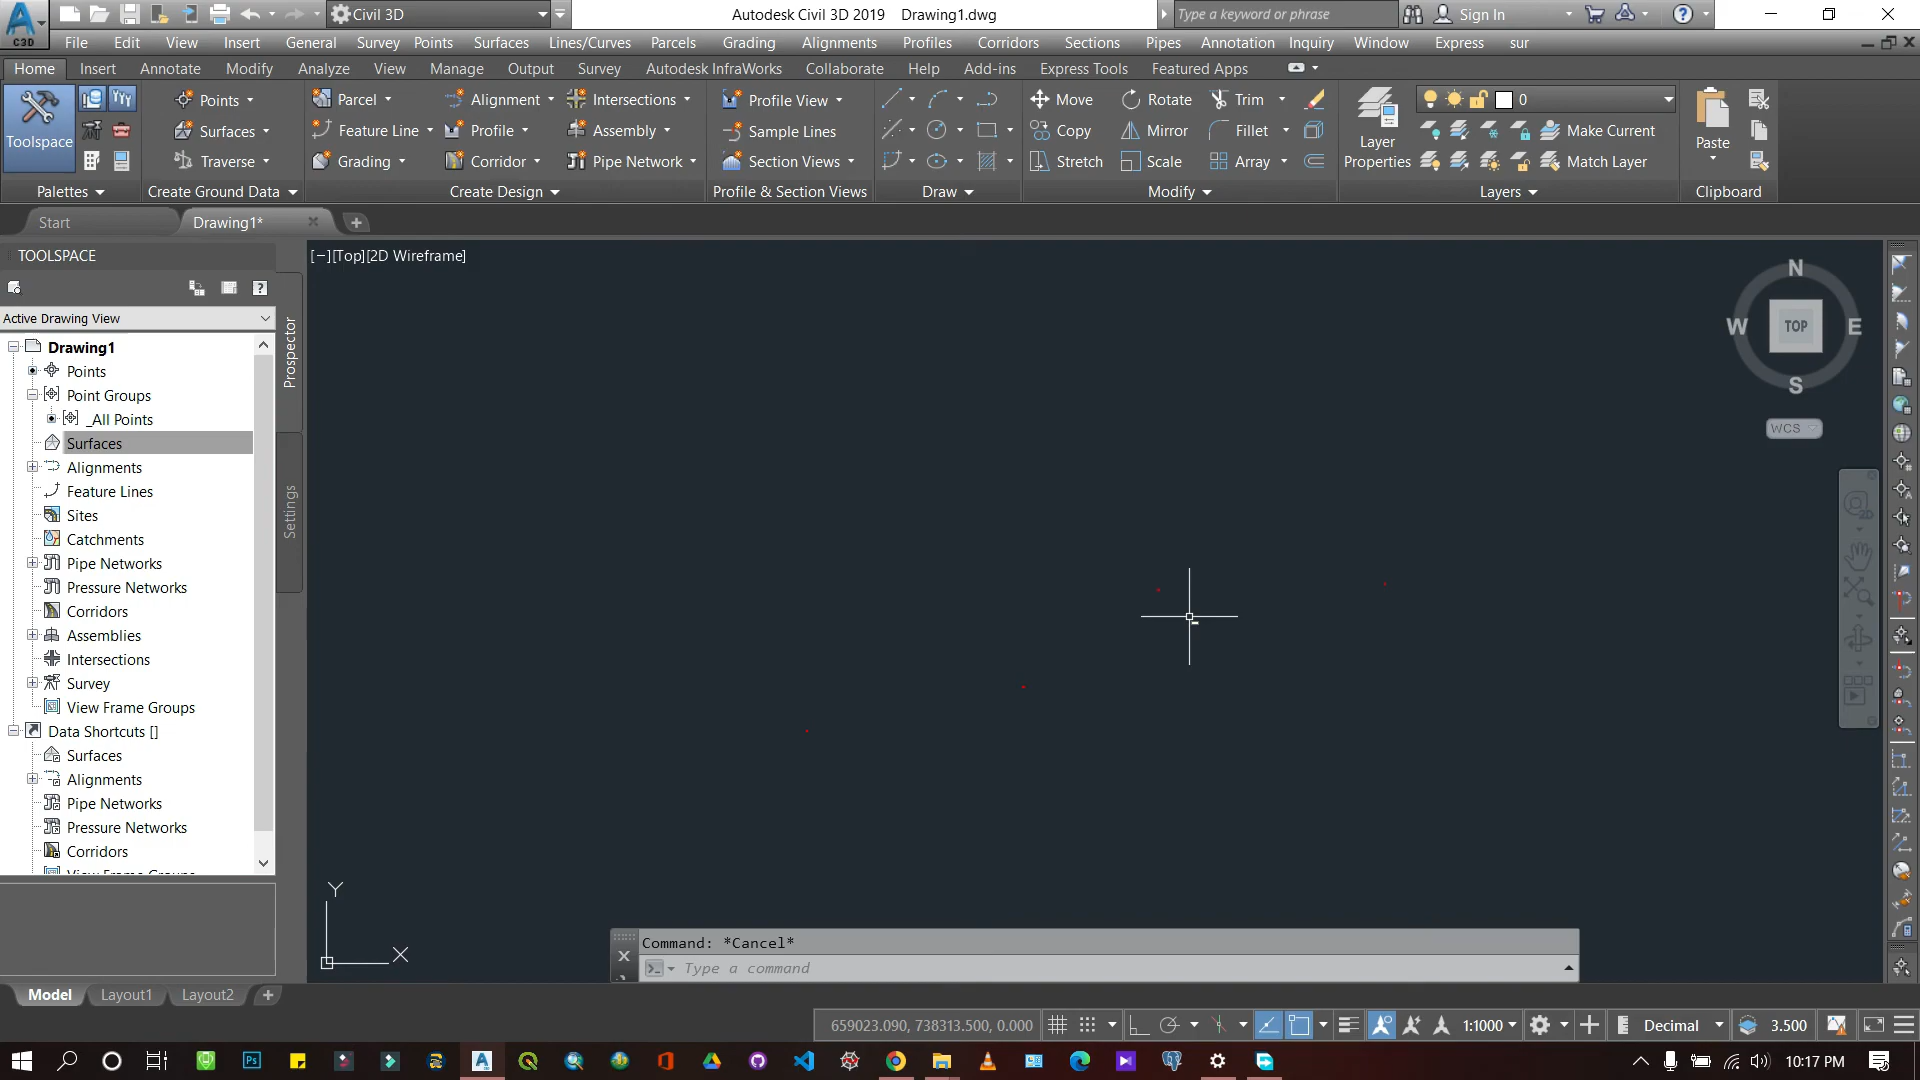 C3D
Civil 3D
Autodesk Civil 3D 2019 Drawing1.dwg
Type a keyword or phrase
Sign In
File Edit View Insert General Survey Points Surfaces Lines/Curves Parcels Grading Alignments Profiles Corridors Sections Pipes Annotation Inquiry Window Express sur
Home Insert Annotate Modify Analyze View Manage Output Survey Autodesk InfraWorks Collaborate Help Add-ins Express Tools Featured Apps
Toolspace
Points Parcel Alignment Intersections Profile View Move Rotate Trim 0
Surfaces Feature Line Profile Assembly Sample Lines Copy Mirror Fillet Make Current
Traverse Grading Corridor Pipe Network Section Views Stretch Scale Array Match Layer
Layer
Properties
Paste
Palettes Create Ground Data Create Design Profile & Section Views Draw Modify Layers Clipboard
Start Drawing1*
TOOLSPACE
[−][Top][2D Wireframe]
Active Drawing View
Prospector
Settings
Drawing1
Points
Point Groups
_All Points
Surfaces
Alignments
Feature Lines
Sites
Catchments
Pipe Networks
Pressure Networks
Corridors
Assemblies
Intersections
Survey
View Frame Groups
Data Shortcuts []
Surfaces
Alignments
Pipe Networks
Pressure Networks
Corridors
View Frame Groups
N
W TOP E
S
WCS
2D
Y
X
Command: *Cancel*
Type a command
Model Layout1 Layout2
659023.090, 738313.500, 0.000
1:1000
Decimal
3.500
Ps
10:17 PM